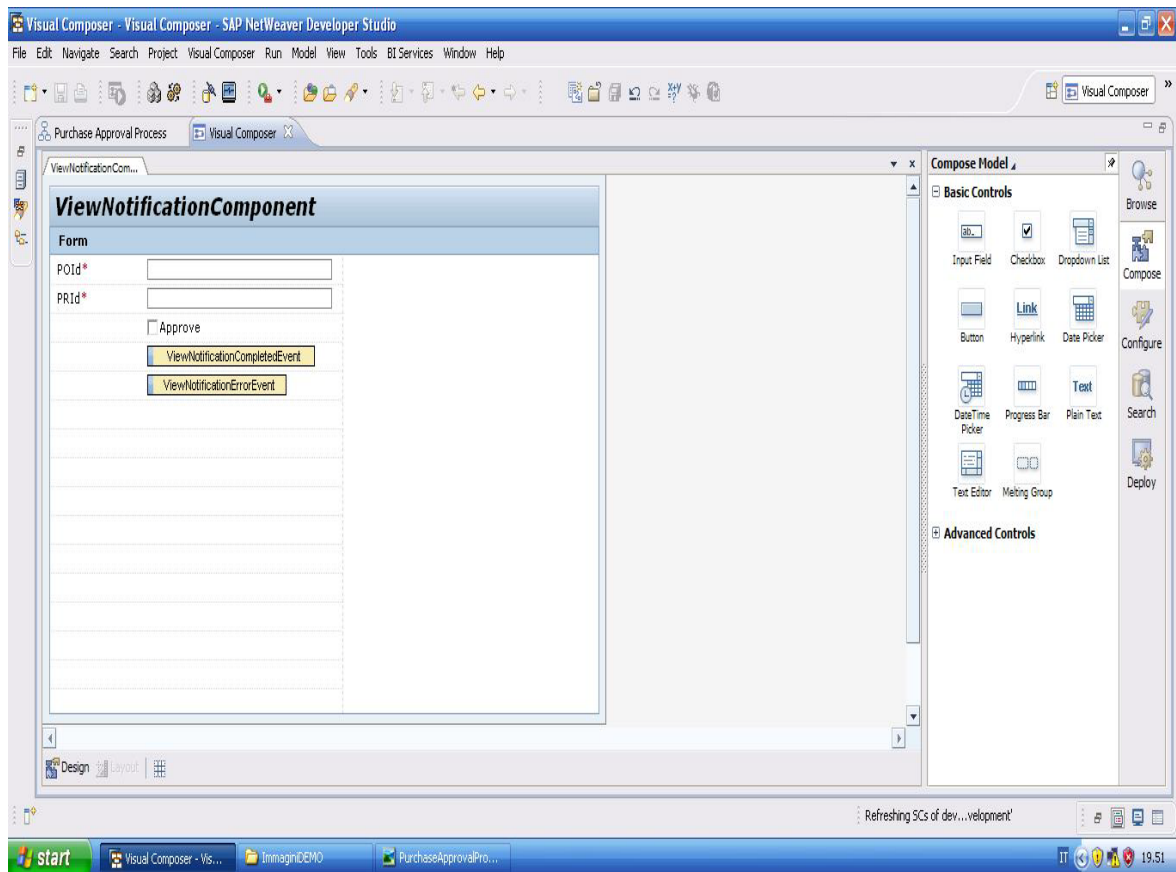 Visual Composer - Visual Composer - SAP NetWeaver Developer Studio
File Edit Navigate Search Project Visual Composer Run Model View Tools BI Services Window Help
Visual Composer
»
Purchase Approval Process
Visual Composer
ViewNotificationCom...
ViewNotificationComponent
Form
POId*
PRId*
Approve
ViewNotificationCompletedEvent
ViewNotificationErrorEvent
Design
Layout
Compose Model
Basic Controls
ab_
Input Field Checkbox Dropdown List
Link
Button Hyperlink Date Picker
Text
DateTime Picker Progress Bar Plain Text
Text Editor Melting Group
Advanced Controls
Browse
Compose
Configure
Search
Deploy
Refreshing SCs of dev...velopment'
start
Visual Composer - Vis...
ImmaginiDEMO
PurchaseApprovalPro...
IT
19.51